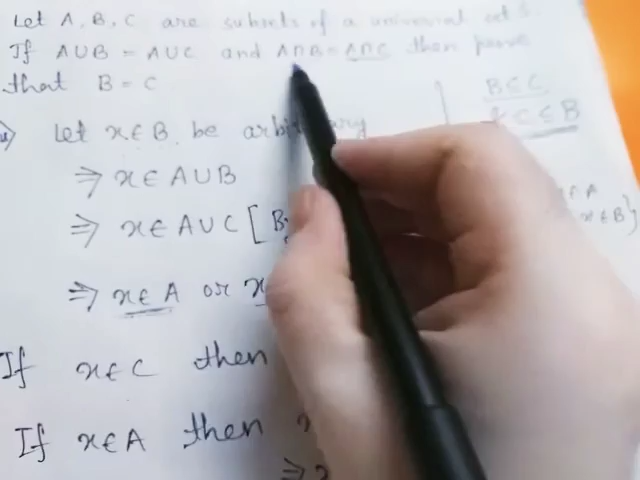 Let A, B, C are subsets of a universal set S.
If A∪B = A∪C and A∩B = A∩C then prove
that B = C
B⊆C
C⊆B
Let x∈B be arbitrary
⇒ x∈A∪B
⇒ x∈A∪C [
x∈B}
⇒ x∈A or
If x∈C then
If x∈A then
⇒